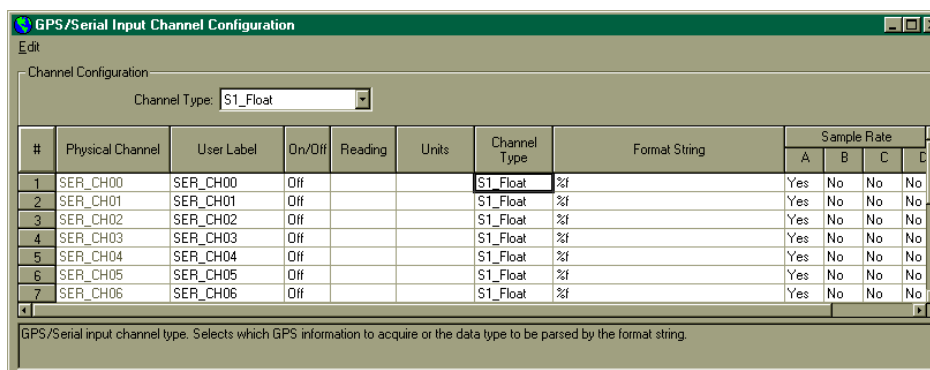 GPS/Serial Input Channel Configuration
Edit
Channel Configuration
Channel Type: S1_Float
# Physical Channel User Label On/Off Reading Units Channel Type Format String Sample Rate
A B C D
1 SER_CH00 SER_CH00 Off S1_Float %f Yes No No No
2 SER_CH01 SER_CH01 Off S1_Float %f Yes No No No
3 SER_CH02 SER_CH02 Off S1_Float %f Yes No No No
4 SER_CH03 SER_CH03 Off S1_Float %f Yes No No No
5 SER_CH04 SER_CH04 Off S1_Float %f Yes No No No
6 SER_CH05 SER_CH05 Off S1_Float %f Yes No No No
7 SER_CH06 SER_CH06 Off S1_Float %f Yes No No No
GPS/Serial input channel type. Selects which GPS information to acquire or the data type to be parsed by the format string.